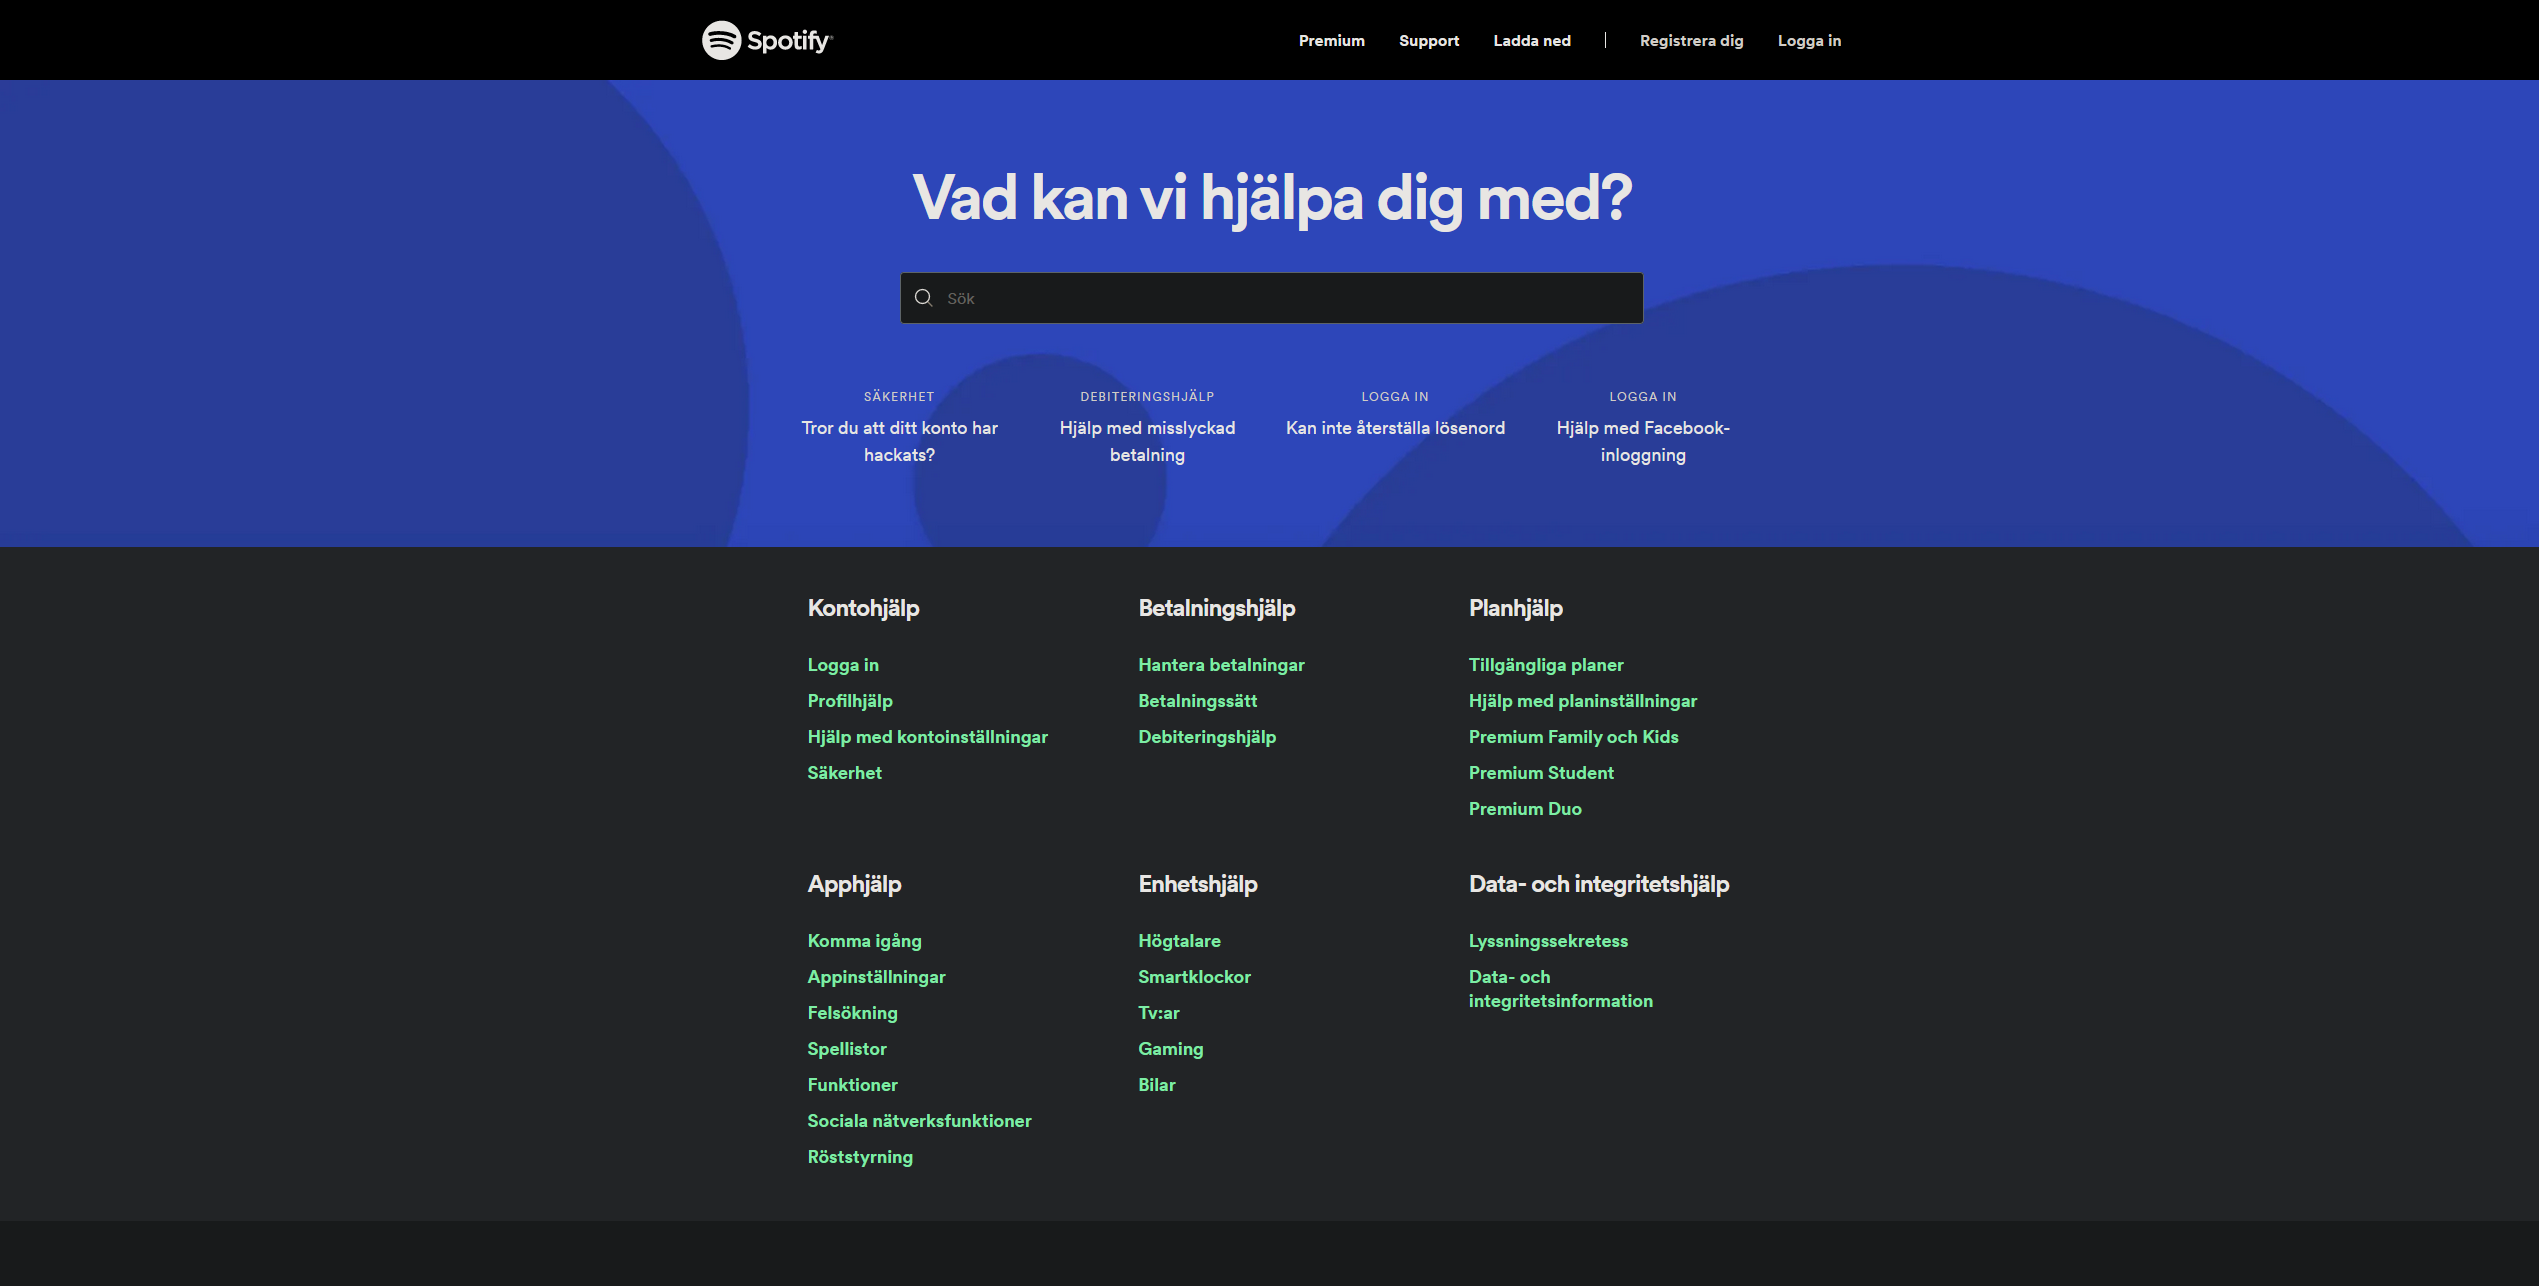 Spotify
Premium
Support
Ladda ned
Registrera dig
Logga in
Vad kan vi hjälpa dig med?
Sök
SÄKERHET
Tror du att ditt konto har
hackats?
DEBITERINGSHJÄLP
Hjälp med misslyckad
betalning
LOGGA IN
Kan inte återställa lösenord
LOGGA IN
Hjälp med Facebook-
inloggning
Kontohjälp
Logga in
Profilhjälp
Hjälp med kontoinställningar
Säkerhet
Betalningshjälp
Hantera betalningar
Betalningssätt
Debiteringshjälp
Planhjälp
Tillgängliga planer
Hjälp med planinställningar
Premium Family och Kids
Premium Student
Premium Duo
Apphjälp
Komma igång
Appinställningar
Felsökning
Spellistor
Funktioner
Sociala nätverksfunktioner
Röststyrning
Enhetshjälp
Högtalare
Smartklockor
Tv:ar
Gaming
Bilar
Data- och integritetshjälp
Lyssningssekretess
Data- och
integritetsinformation